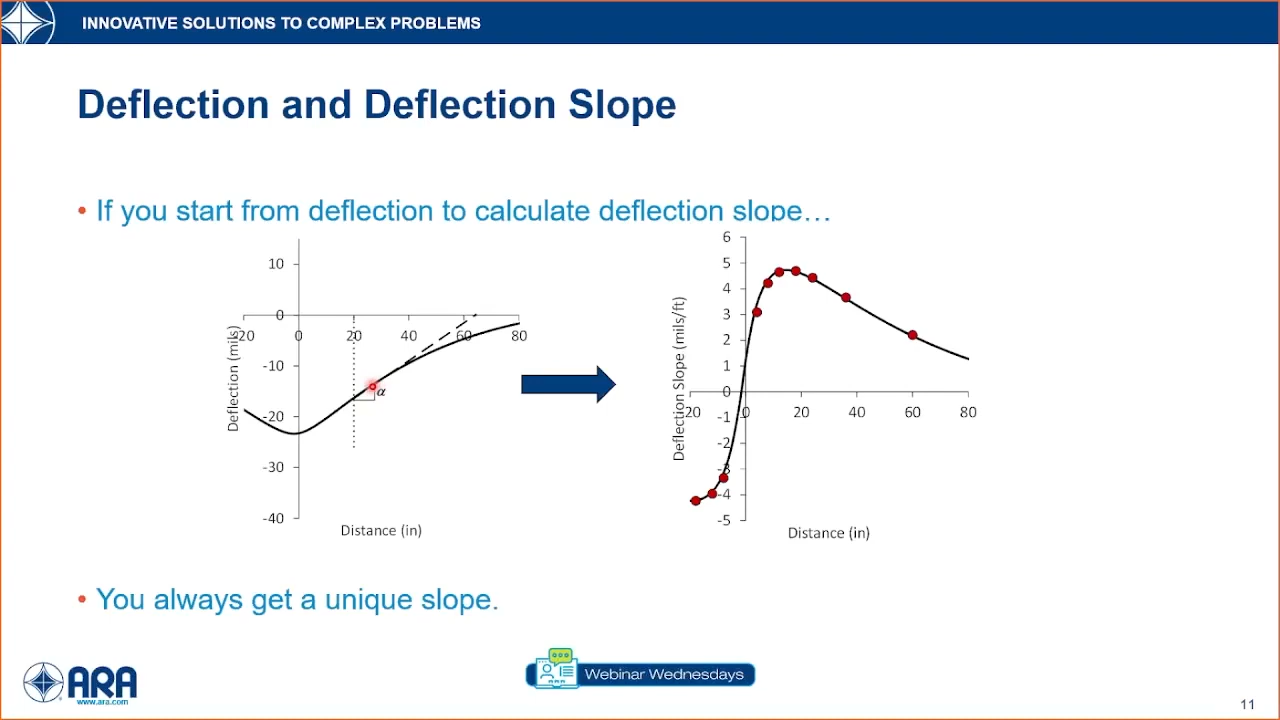 INNOVATIVE SOLUTIONS TO COMPLEX PROBLEMS
Deflection and Deflection Slope
• If you start from deflection to calculate deflection slope…
10
0
-10
-20
-30
-40
20 0 20 40 60 80
Deflection (mils)
Distance (in)
α
6
5
4
3
2
1
0
-1
-2
-3
-4
-5
20 0 20 40 60 80
Deflection Slope (mils/ft)
Distance (in)
• You always get a unique slope.
ARA
www.ara.com
Webinar Wednesdays
11